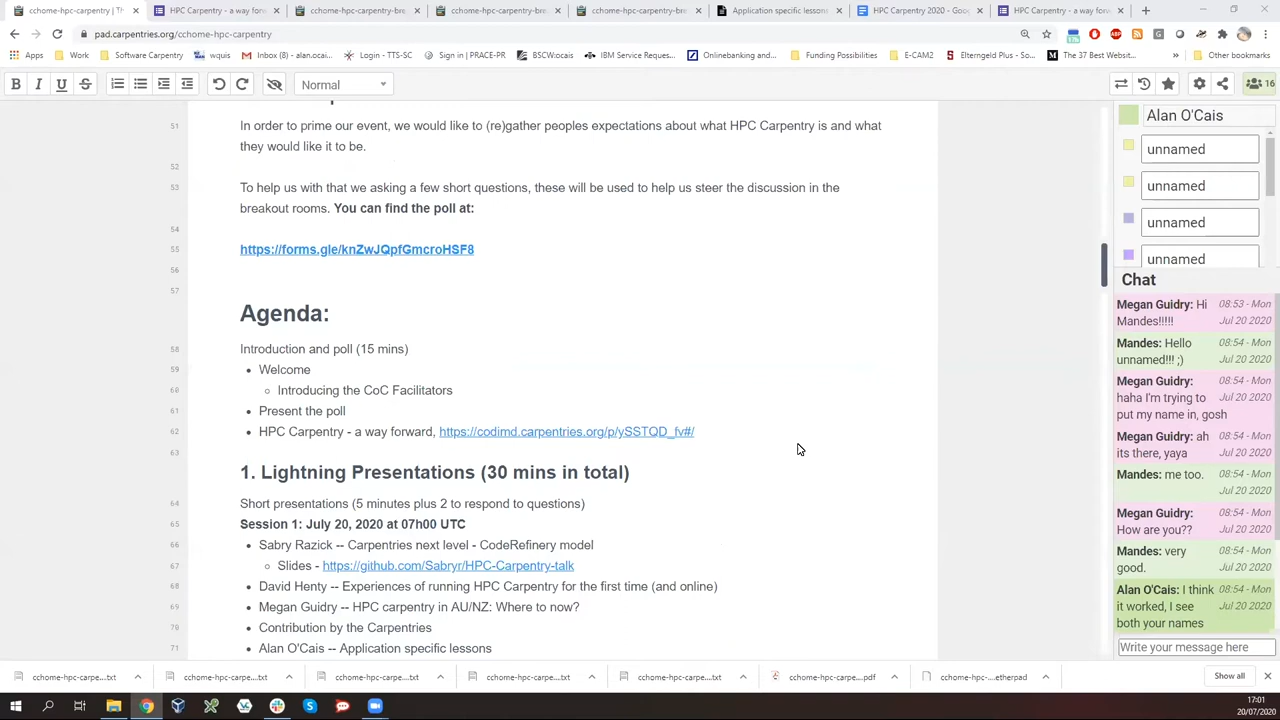 cchome-hpc-carpentry | Th
HPC Carpentry - a way forw
cchome-hpc-carpentry-bre
cchome-hpc-carpentry-bre
cchome-hpc-carpentry-bre
Application specific lessons
HPC Carpentry 2020 - Goog
HPC Carpentry - a way forw
pad.carpentries.org/cchome-hpc-carpentry
Apps
Work
Software Carpentry
wquis
Inbox (8) - alan.ocai...
Login - TTS-SC
Sign in | PRACE-PR
BSCW:ocais
IBM Service Reques...
Onlinebanking...
Funding Possibilities
E-CAM2
Elterngeld Plus - So...
The 37 Best Websit...
»
Other bookmarks
B I U S
Normal
16
51 In order to prime our event, we would like to (re)gather peoples expectations about what HPC Carpentry is and what
they would like it to be.
52
53 To help us with that we asking a few short questions, these will be used to help us steer the discussion in the
breakout rooms. You can find the poll at:
54
55 https://forms.gle/knZwJQpfGmcroHSF8
56
57
Agenda:
58 Introduction and poll (15 mins)
59 • Welcome
60 ○ Introducing the CoC Facilitators
61 • Present the poll
62 • HPC Carpentry - a way forward, https://codimd.carpentries.org/p/ySSTQD_fv#/
63
1. Lightning Presentations (30 mins in total)
64 Short presentations (5 minutes plus 2 to respond to questions)
65 Session 1: July 20, 2020 at 07h00 UTC
66 • Sabry Razick -- Carpentries next level - CodeRefinery model
67 ○ Slides - https://github.com/Sabryr/HPC-Carpentry-talk
68 • David Henty -- Experiences of running HPC Carpentry for the first time (and online)
69 • Megan Guidry -- HPC carpentry in AU/NZ: Where to now?
70 • Contribution by the Carpentries
71 • Alan O'Cais -- Application specific lessons
Alan O'Cais
unnamed
unnamed
unnamed
unnamed
Chat
Megan Guidry: Hi 08:53 - Mon
Mandes!!!!! Jul 20 2020
Mandes: Hello 08:54 - Mon
unnamed!!! ;) Jul 20 2020
Megan Guidry: 08:54 - Mon
haha I'm trying to Jul 20 2020
put my name in, gosh
Megan Guidry: ah 08:54 - Mon
its there, yaya Jul 20 2020
Mandes: me too. 08:54 - Mon
Jul 20 2020
Megan Guidry: 08:54 - Mon
How are you?? Jul 20 2020
Mandes: very 08:54 - Mon
good. Jul 20 2020
Alan O'Cais: I think 08:54 - Mon
it worked, I see Jul 20 2020
both your names
Write your message here
cchome-hpc-carpe....txt
cchome-hpc-carpe....txt
cchome-hpc-carpe....txt
cchome-hpc-carpe....txt
cchome-hpc-carpe....txt
cchome-hpc-carpe....pdf
cchome-hpc-....etherpad
Show all
17:01
20/07/2020